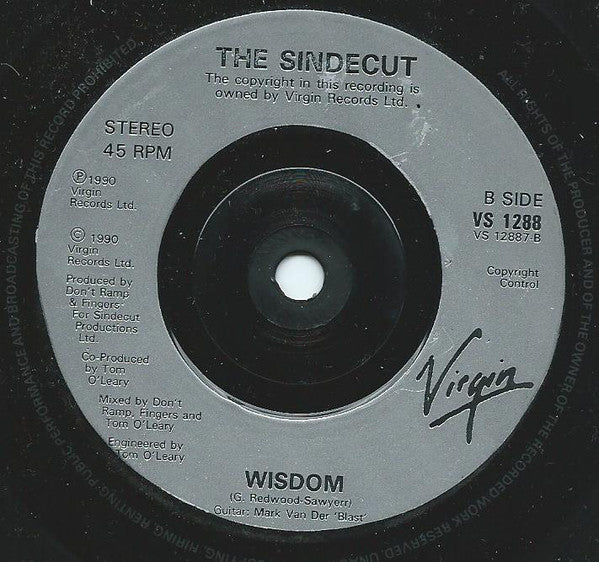 THE SINDECUT
The copyright in this recording is
owned by Virgin Records Ltd.
STEREO
45 RPM
Ⓟ1990
Virgin
Records Ltd.
© 1990
Virgin
Records Ltd.
Produced by
Don't Ramp
& Fingers
For Sindecut
Productions
Ltd.
Co-Produced
by Tom
O'Leary
Mixed by Don't
Ramp, Fingers and
Tom O'Leary
Engineered by
Tom O'Leary
B SIDE
VS 1288
VS 12887-B
Copyright
Control
Virgin
WISDOM
(G. Redwood-Sawyerr)
Guitar: Mark Van Der 'Blast'
ALL RIGHTS OF THE PRODUCER AND OF THE OWNER OF THE RECORDED WORK RESERVED. HIRING, RENTING, PUBLIC PERFORMANCE AND BROADCASTING OF THIS RECORD PROHIBITED.